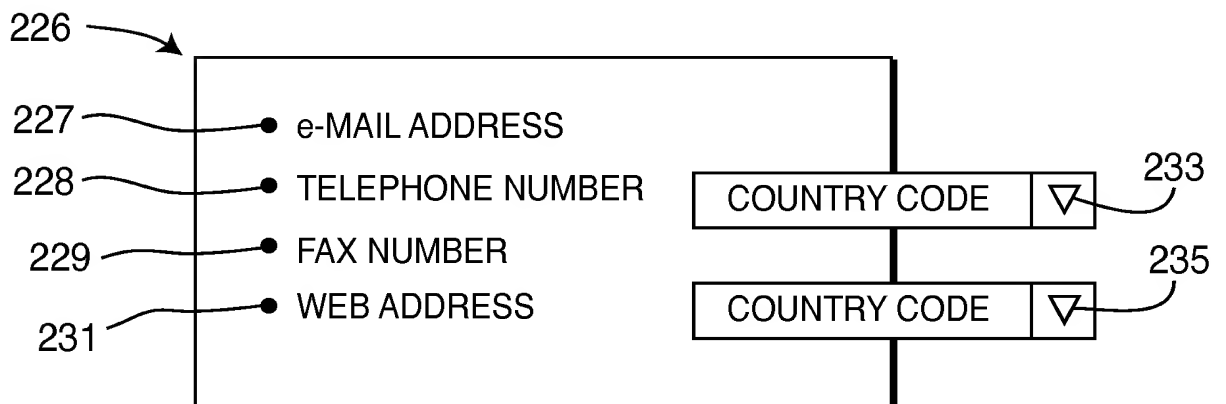 226
227 e-MAIL ADDRESS
228 TELEPHONE NUMBER COUNTRY CODE 233
229 FAX NUMBER
231 WEB ADDRESS COUNTRY CODE 235